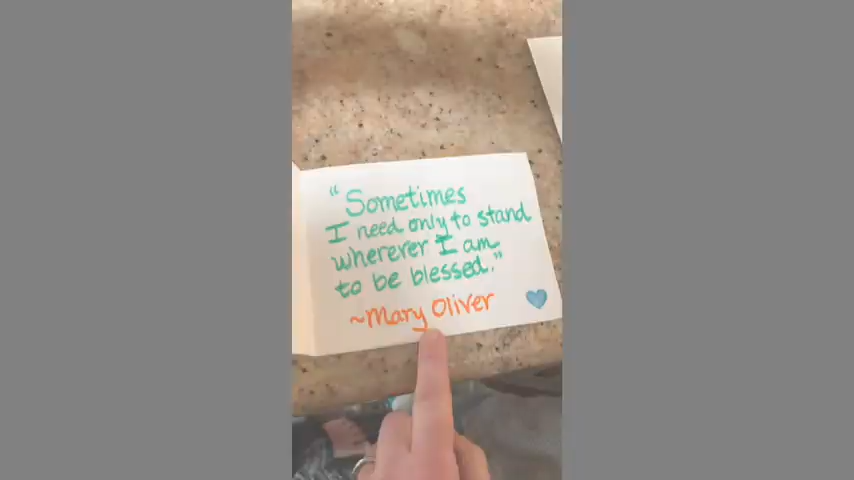 "Sometimes
I need only to stand
wherever I am
to be blessed."
~Mary Oliver